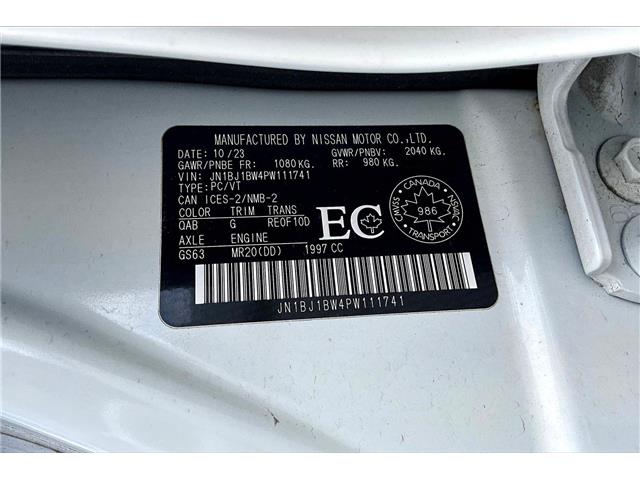 MANUFACTURED BY NISSAN MOTOR CO.,LTD.
DATE: 10/23 GVWR/PNBV: 2040 KG.
GAWR/PNBE FR: 1080 KG. RR: 980 KG.
VIN: JN1BJ1BW4PW111741
TYPE: PC/VT
CAN ICES-2/NMB-2
COLOR TRIM TRANS
QAB G RE0F10D
AXLE ENGINE
GS63 MR20(DD) 1997 CC
EC
CANADA
CMVSS 986 NSVAC
TRANSPORT
JN1BJ1BW4PW111741